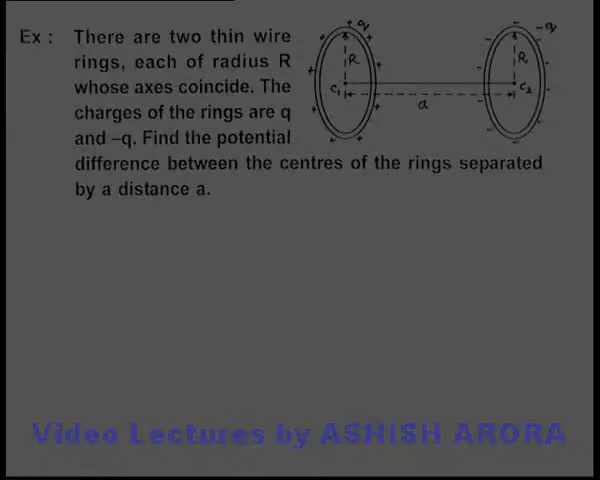 Ex : There are two thin wire
rings, each of radius R
whose axes coincide. The
charges of the rings are q
and –q. Find the potential
difference between the centres of the rings separated
by a distance a.
+ q
+ + + + + + + +
R
C1
a
- q
- - - - - - - -
R
C2
Video Lectures by ASHISH ARORA